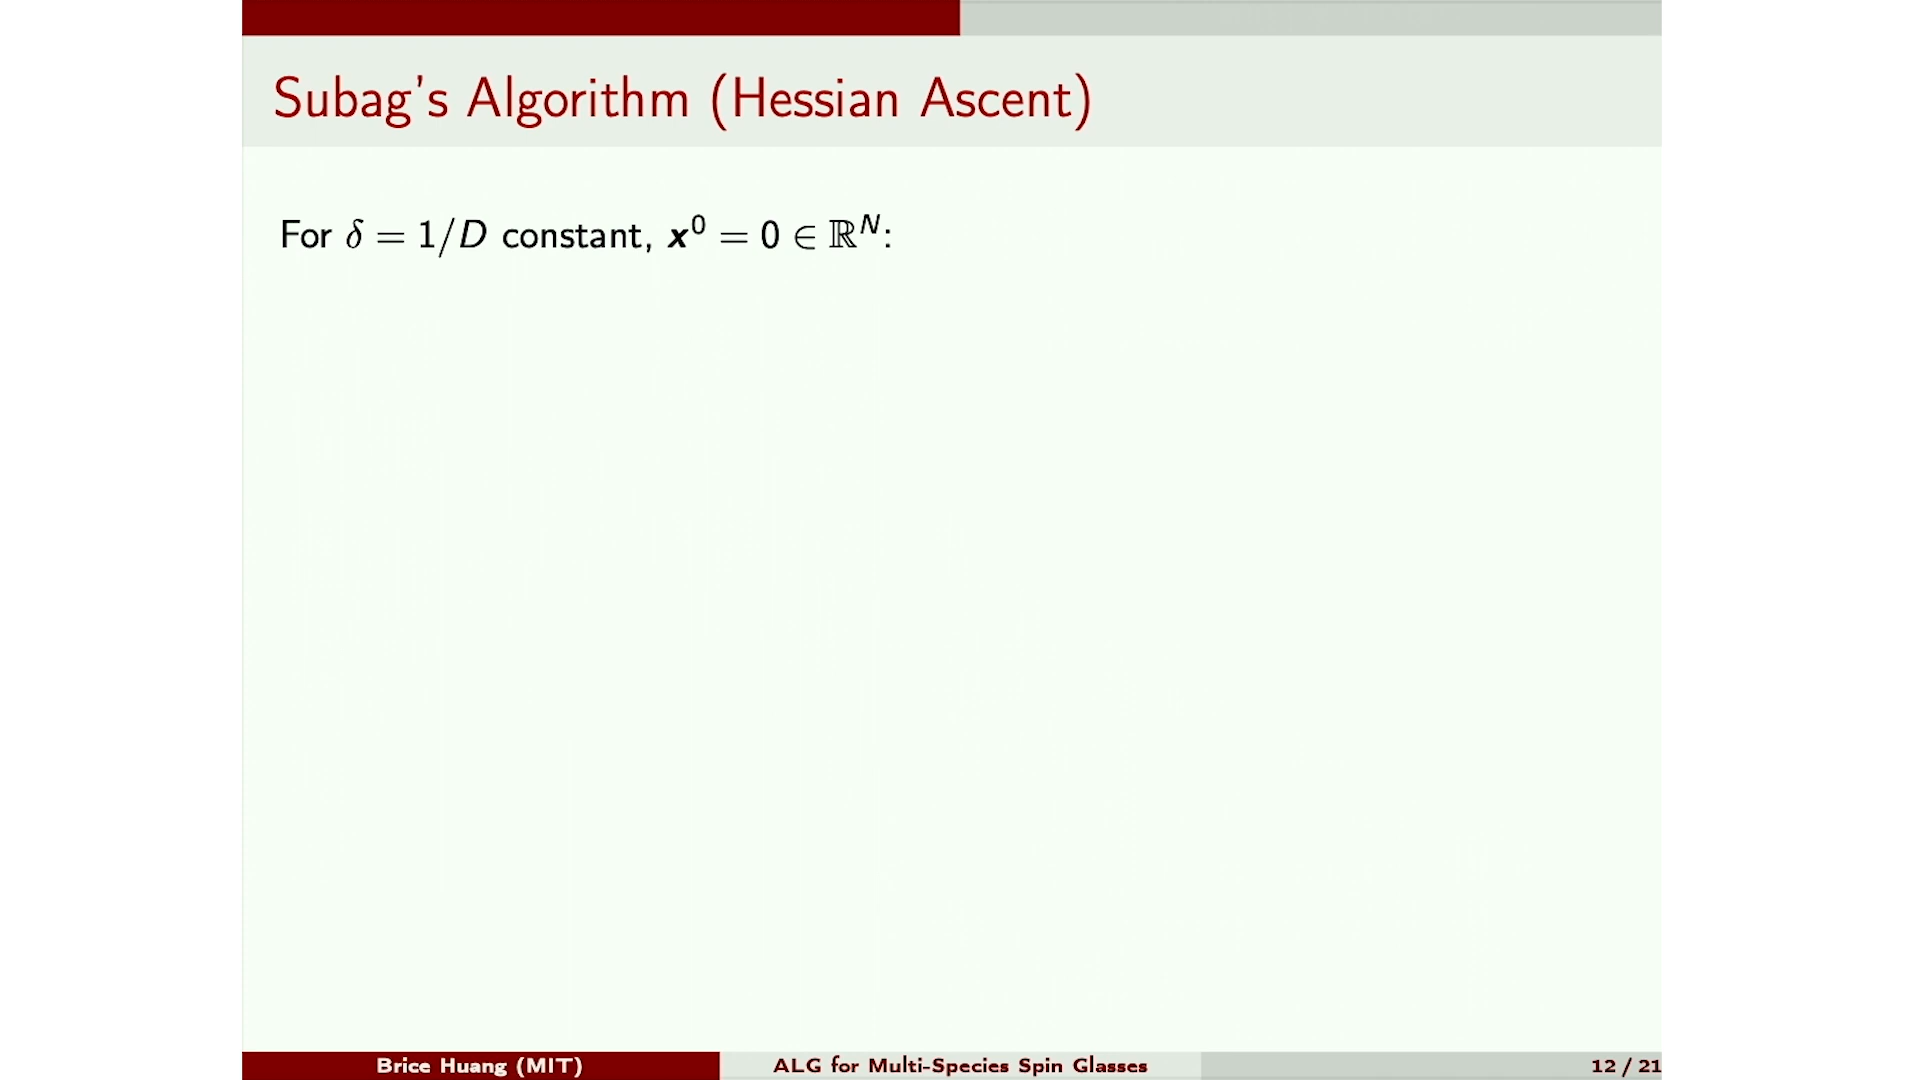 Subag's Algorithm (Hessian Ascent)
For δ = 1/D constant, x⁰ = 0 ∈ ℝᴺ:
Brice Huang (MIT) ALG for Multi-Species Spin Glasses 12 / 21